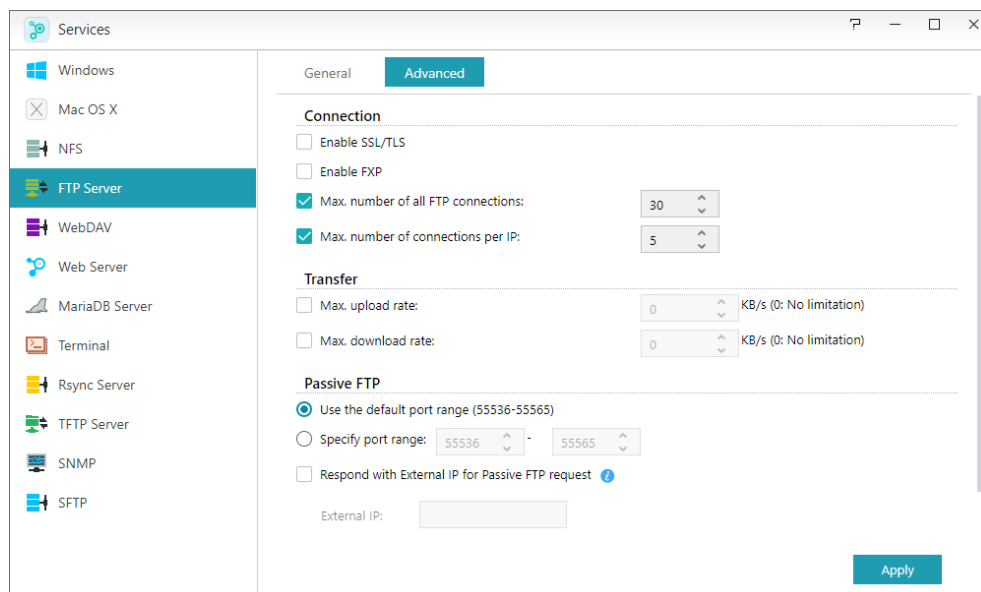 Services
Windows
Mac OS X
NFS
FTP Server
WebDAV
Web Server
MariaDB Server
Terminal
Rsync Server
TFTP Server
SNMP
SFTP
General Advanced
Connection
Enable SSL/TLS
Enable FXP
Max. number of all FTP connections: 30
Max. number of connections per IP: 5
Transfer
Max. upload rate: 0 KB/s (0: No limitation)
Max. download rate: 0 KB/s (0: No limitation)
Passive FTP
Use the default port range (55536-55565)
Specify port range: 55536 - 55565
Respond with External IP for Passive FTP request
External IP:
Apply